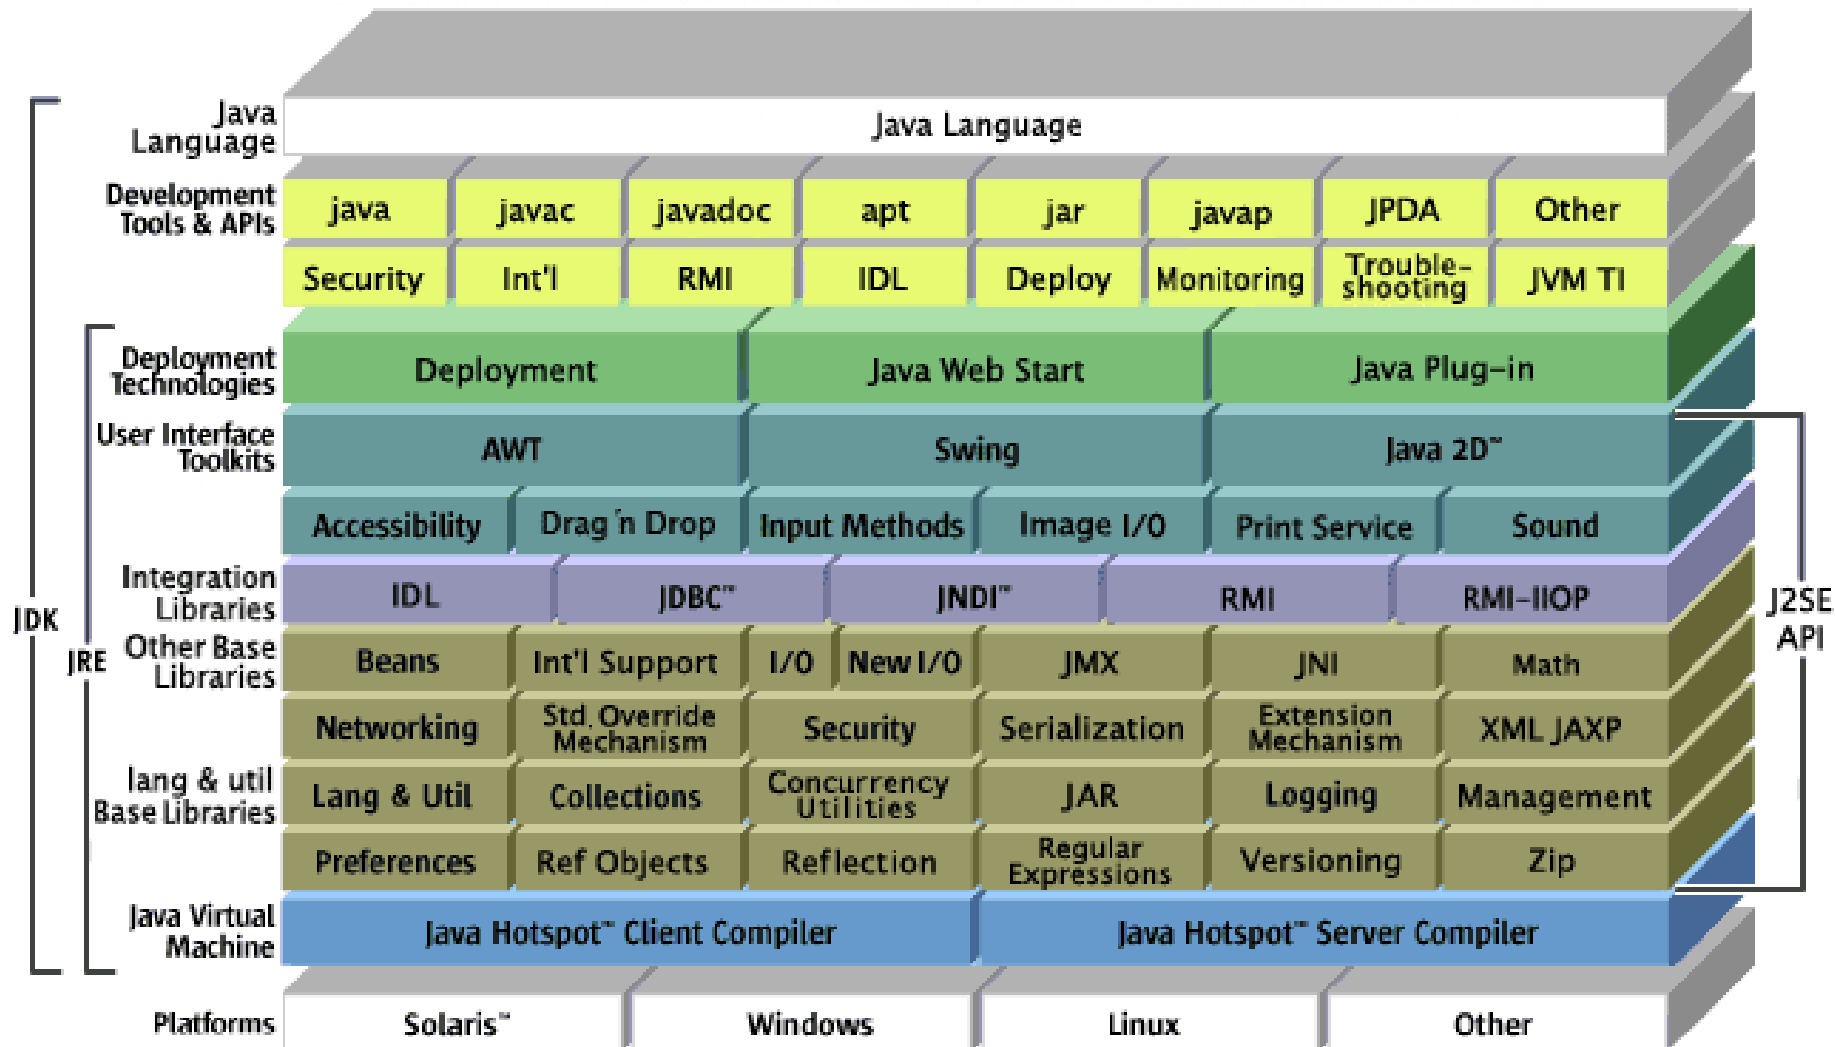 Java
Language
Java Language
Development
Tools & APIs
java javac javadoc apt jar javap JPDA Other
Security Int'l RMI IDL Deploy Monitoring Trouble-
shooting JVM TI
Deployment
Technologies
Deployment Java Web Start Java Plug-in
User Interface
Toolkits
AWT Swing Java 2D™
Accessibility Drag 'n Drop Input Methods Image I/O Print Service Sound
Integration
Libraries
IDL JDBC™ JNDI™ RMI RMI-IIOP
JDK
JRE
J2SE
API
Other Base
Libraries
Beans Int'l Support I/O New I/O JMX JNI Math
Networking Std. Override
Mechanism Security Serialization Extension
Mechanism XML JAXP
lang & util
Base Libraries
Lang & Util Collections Concurrency
Utilities JAR Logging Management
Preferences Ref Objects Reflection Regular
Expressions Versioning Zip
Java Virtual
Machine
Java Hotspot™ Client Compiler Java Hotspot™ Server Compiler
Platforms
Solaris™ Windows Linux Other